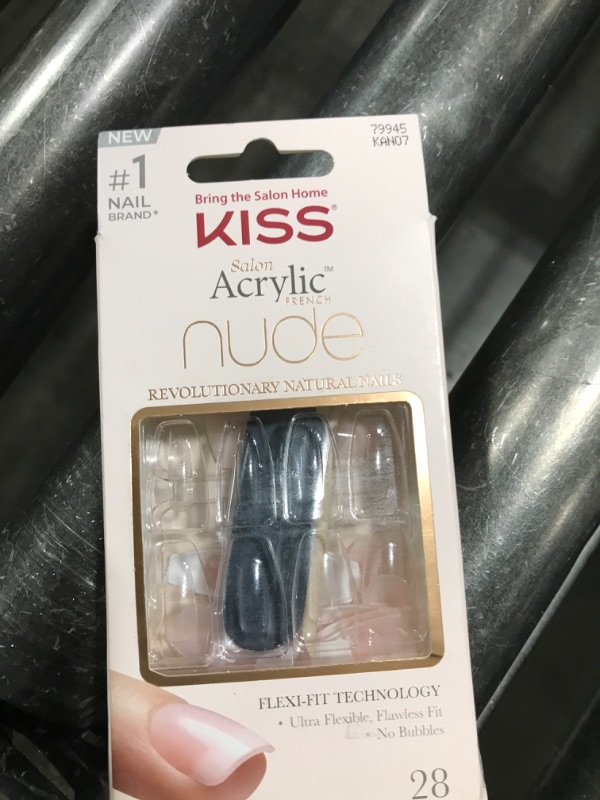 NEW
#1
NAIL
BRAND*
79945
KAN07
Bring the Salon Home
KISS®
Salon
Acrylic™
FRENCH
nude
REVOLUTIONARY NATURAL NAILS
FLEXI-FIT TECHNOLOGY
• Ultra Flexible, Flawless Fit
• No Bubbles
28